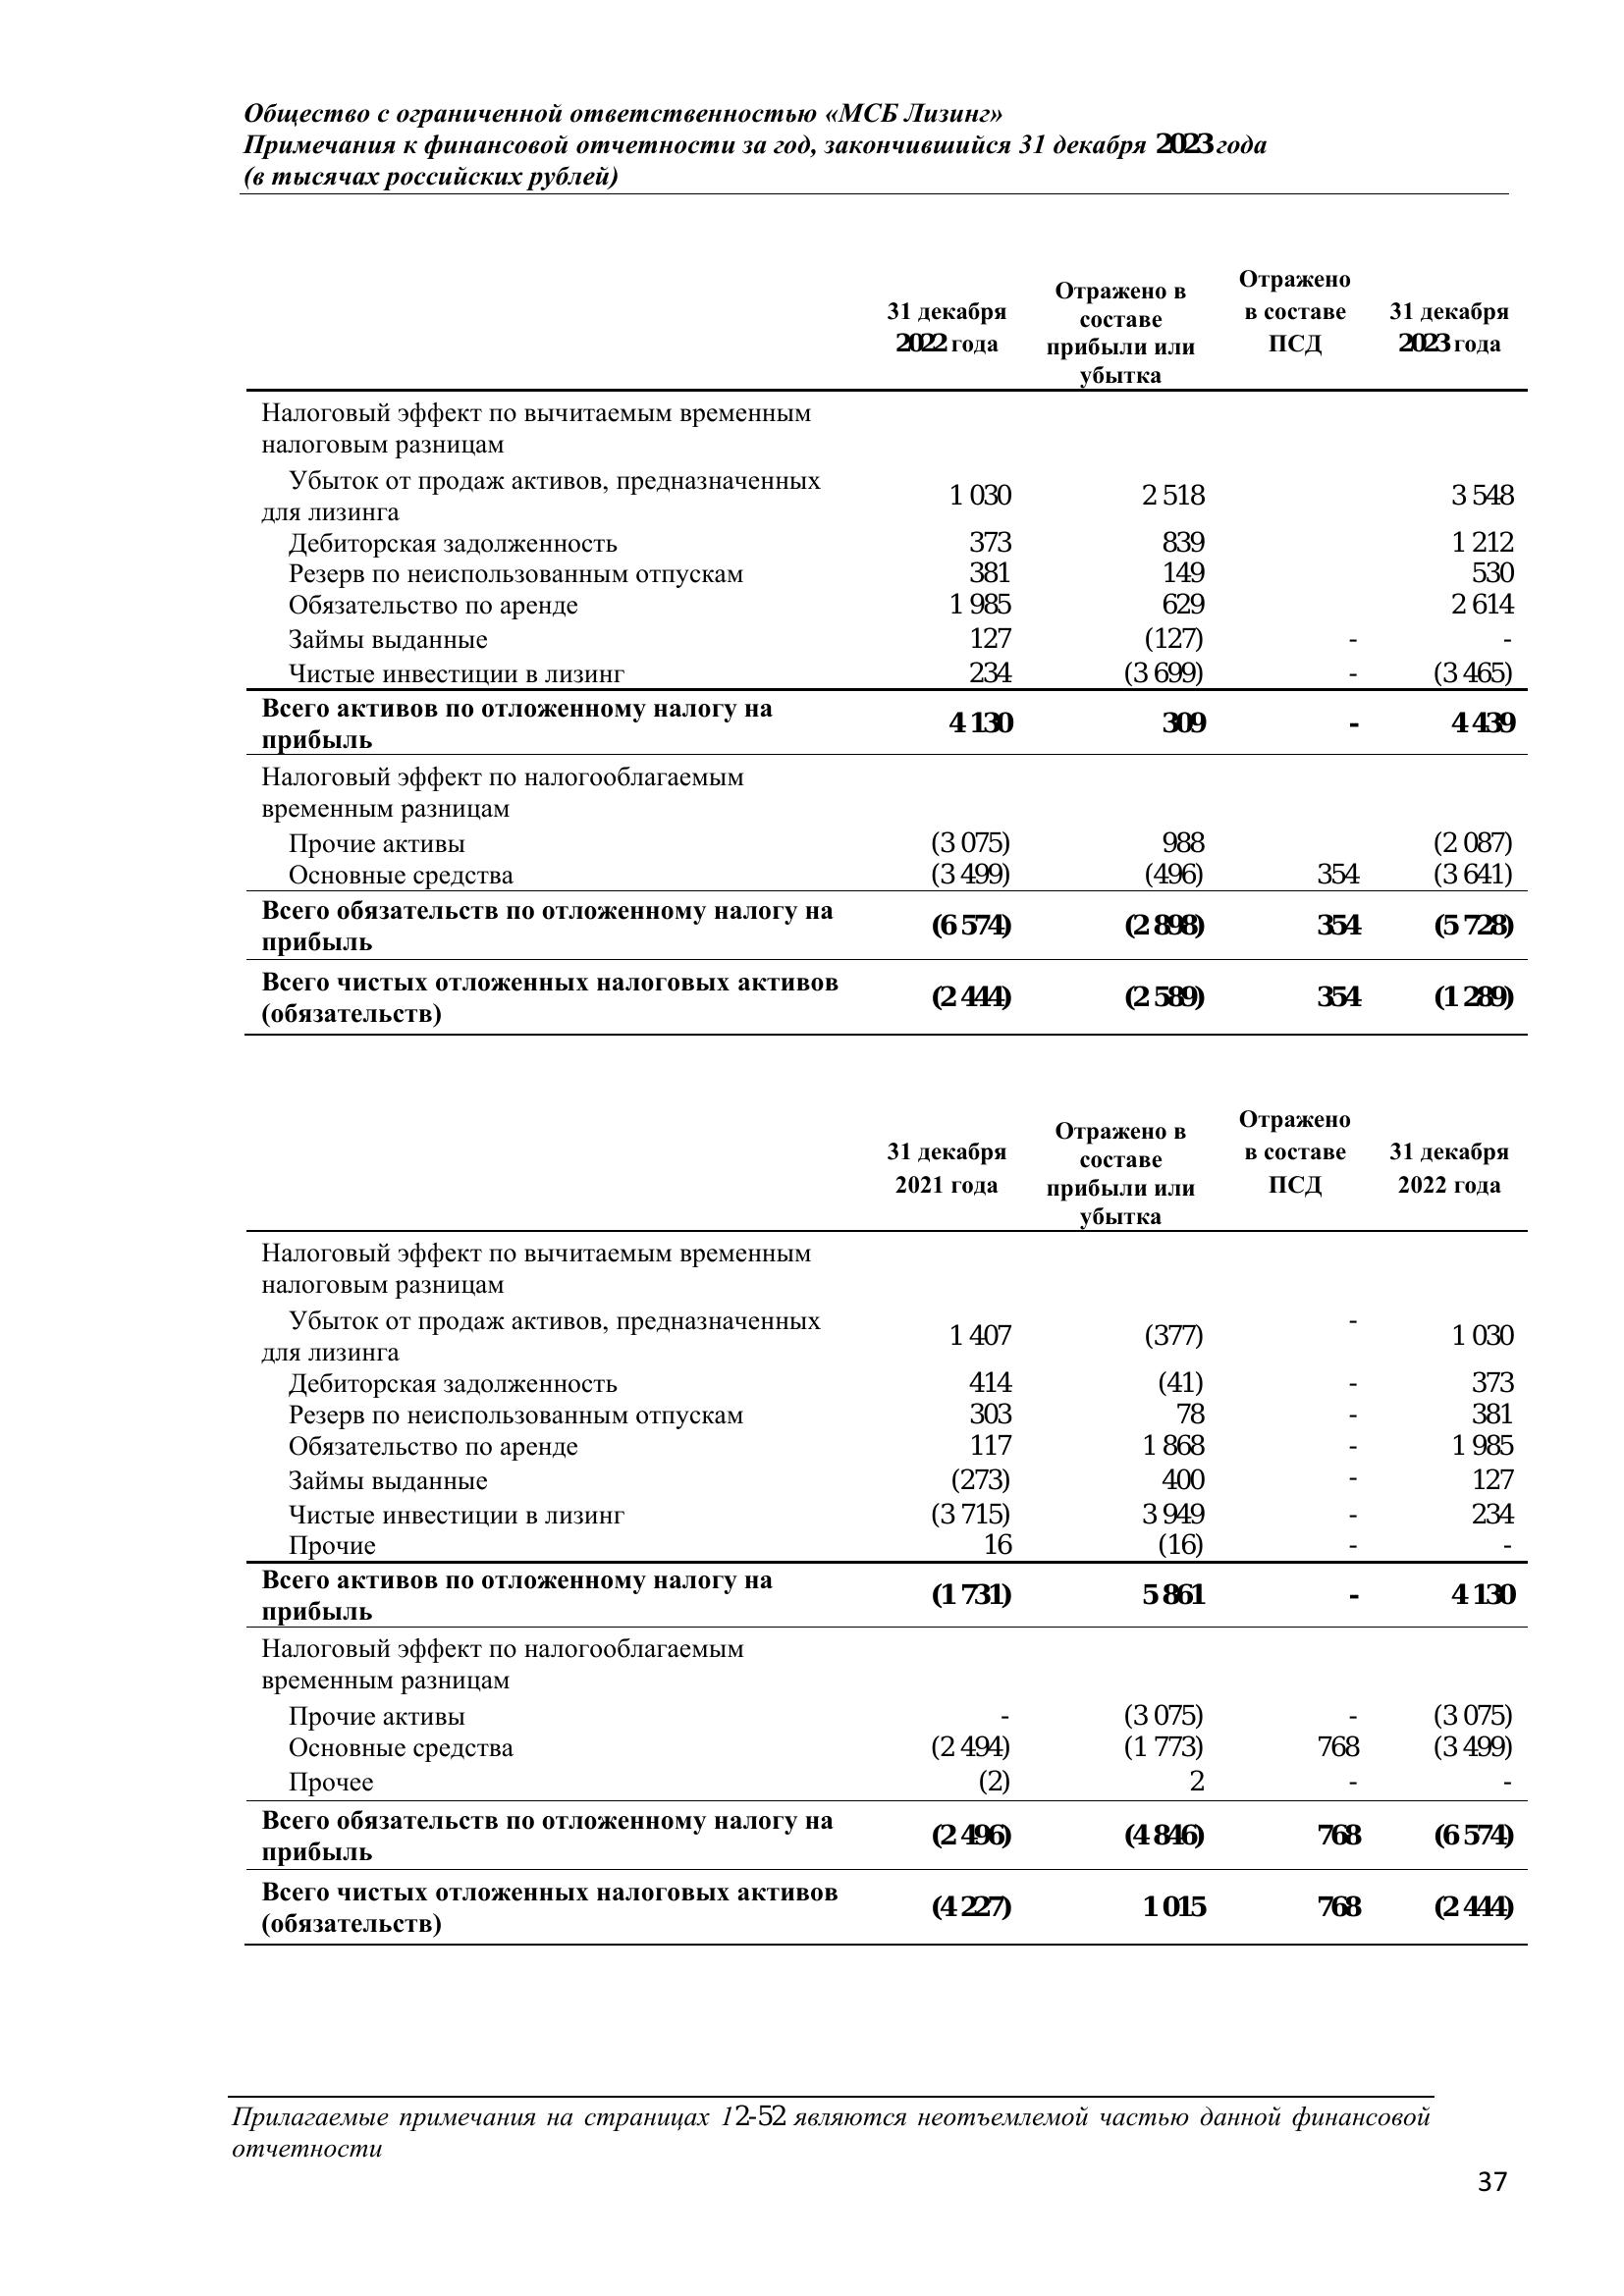 Общество с ограниченной ответственностью «МСБ Лизинг»
Примечания к финансовой отчетности за год, закончившийся 31 декабря 2023 года
(в тысячах российских рублей)
31 декабря 2022 года Отражено в составе прибыли или убытка Отражено в составе ПСД 31 декабря 2023 года
Налоговый эффект по вычитаемым временным
налоговым разницам
Убыток от продаж активов, предназначенных
для лизинга 1 030 2 518 3 548
Дебиторская задолженность 373 839 1 212
Резерв по неиспользованным отпускам 381 149 530
Обязательство по аренде 1 985 629 2 614
Займы выданные 127 (127) - -
Чистые инвестиции в лизинг 234 (3 699) - (3 465)
Всего активов по отложенному налогу на
прибыль 4 130 309 - 4 439
Налоговый эффект по налогооблагаемым
временным разницам
Прочие активы (3 075) 988 (2 087)
Основные средства (3 499) (496) 354 (3 641)
Всего обязательств по отложенному налогу на
прибыль (6 574) (2 898) 354 (5 728)
Всего чистых отложенных налоговых активов
(обязательств) (2 444) (2 589) 354 (1 289)
31 декабря 2021 года Отражено в составе прибыли или убытка Отражено в составе ПСД 31 декабря 2022 года
Налоговый эффект по вычитаемым временным
налоговым разницам
Убыток от продаж активов, предназначенных
для лизинга 1 407 (377) - 1 030
Дебиторская задолженность 414 (41) - 373
Резерв по неиспользованным отпускам 303 78 - 381
Обязательство по аренде 117 1 868 - 1 985
Займы выданные (273) 400 - 127
Чистые инвестиции в лизинг (3 715) 3 949 - 234
Прочие 16 (16) - -
Всего активов по отложенному налогу на
прибыль (1 731) 5 861 - 4 130
Налоговый эффект по налогооблагаемым
временным разницам
Прочие активы - (3 075) - (3 075)
Основные средства (2 494) (1 773) 768 (3 499)
Прочее (2) 2 - -
Всего обязательств по отложенному налогу на
прибыль (2 496) (4 846) 768 (6 574)
Всего чистых отложенных налоговых активов
(обязательств) (4 227) 1 015 768 (2 444)
Прилагаемые примечания на страницах 12-52 являются неотъемлемой частью данной финансовой
отчетности
37